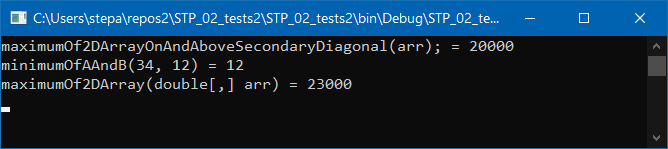 C:\Users\stepa\repos2\STP_02_tests2\STP_02_tests2\bin\Debug\STP_02_te...
maximumOf2DArrayOnAndAboveSecondaryDiagonal(arr); = 20000
minimumOfAAndB(34, 12) = 12
maximumOf2DArray(double[,] arr) = 23000